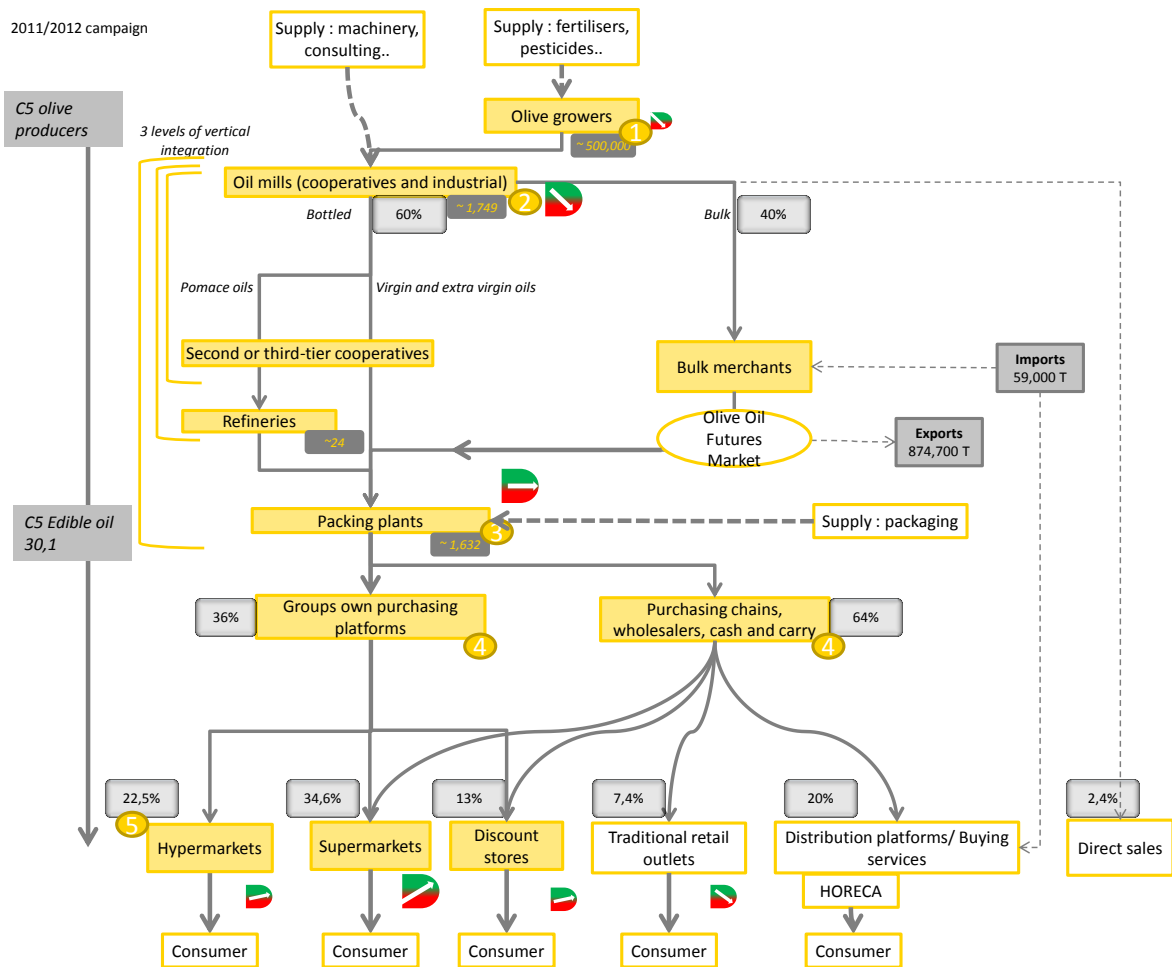 2011/2012 campaign
Supply : machinery,
consulting..
Supply : fertilisers,
pesticides..
C5 olive
producers
3 levels of vertical
integration
Olive growers
1
~ 500,000
Oil mills (cooperatives and industrial)
2
~ 1,749
Bottled
60%
Bulk
40%
Pomace oils
Virgin and extra virgin oils
Second or third-tier cooperatives
Bulk merchants
Imports
59,000 T
Refineries
~24
Olive Oil
Futures
Market
Exports
874,700 T
C5 Edible oil
30,1
Packing plants
3
~ 1,632
Supply : packaging
36%
Groups own purchasing
platforms
4
Purchasing chains,
wholesalers, cash and carry
4
64%
22,5%
34,6%
13%
7,4%
20%
2,4%
5
Hypermarkets
Supermarkets
Discount
stores
Traditional retail
outlets
Distribution platforms/ Buying
services
Direct sales
HORECA
Consumer
Consumer
Consumer
Consumer
Consumer